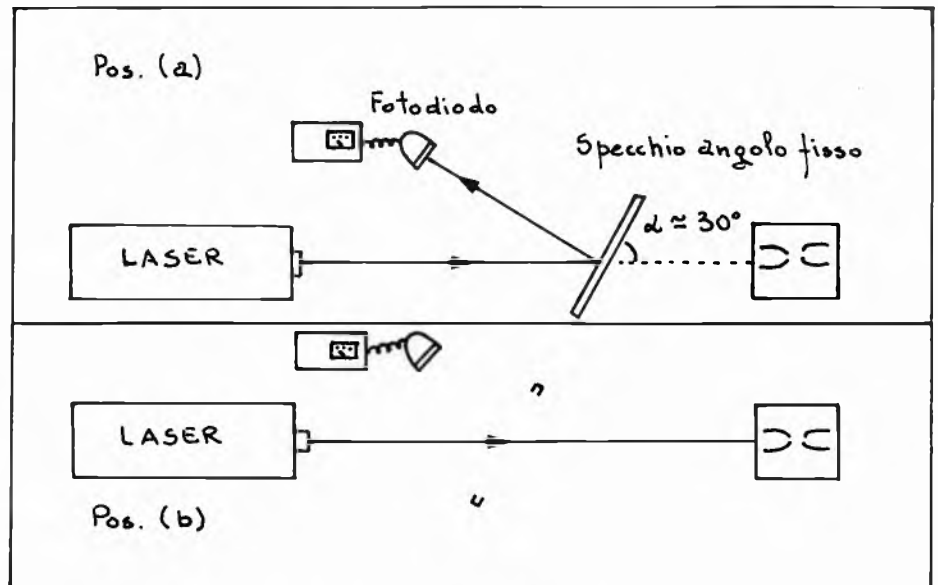 Pos. (a)
Fotodiodo
Specchio angolo fisso
α ≃ 30°
LASER
LASER
Pos. (b)